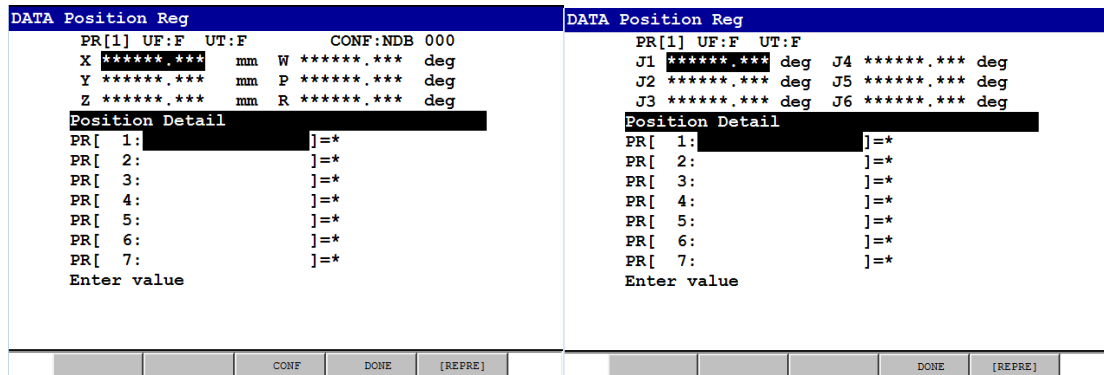 DATA Position Reg
PR[1] UF:F UT:F CONF:NDB 000
X ******.*** mm W ******.*** deg
Y ******.*** mm P ******.*** deg
Z ******.*** mm R ******.*** deg
Position Detail
PR[ 1: ]=*
PR[ 2: ]=*
PR[ 3: ]=*
PR[ 4: ]=*
PR[ 5: ]=*
PR[ 6: ]=*
PR[ 7: ]=*
Enter value
CONF DONE [REPRE]
DATA Position Reg
PR[1] UF:F UT:F
J1 ******.*** deg J4 ******.*** deg
J2 ******.*** deg J5 ******.*** deg
J3 ******.*** deg J6 ******.*** deg
Position Detail
PR[ 1: ]=*
PR[ 2: ]=*
PR[ 3: ]=*
PR[ 4: ]=*
PR[ 5: ]=*
PR[ 6: ]=*
PR[ 7: ]=*
Enter value
DONE [REPRE]